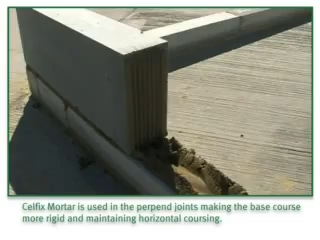 Celfix Mortar is used in the perpend joints making the base course
more rigid and maintaining horizontal coursing.